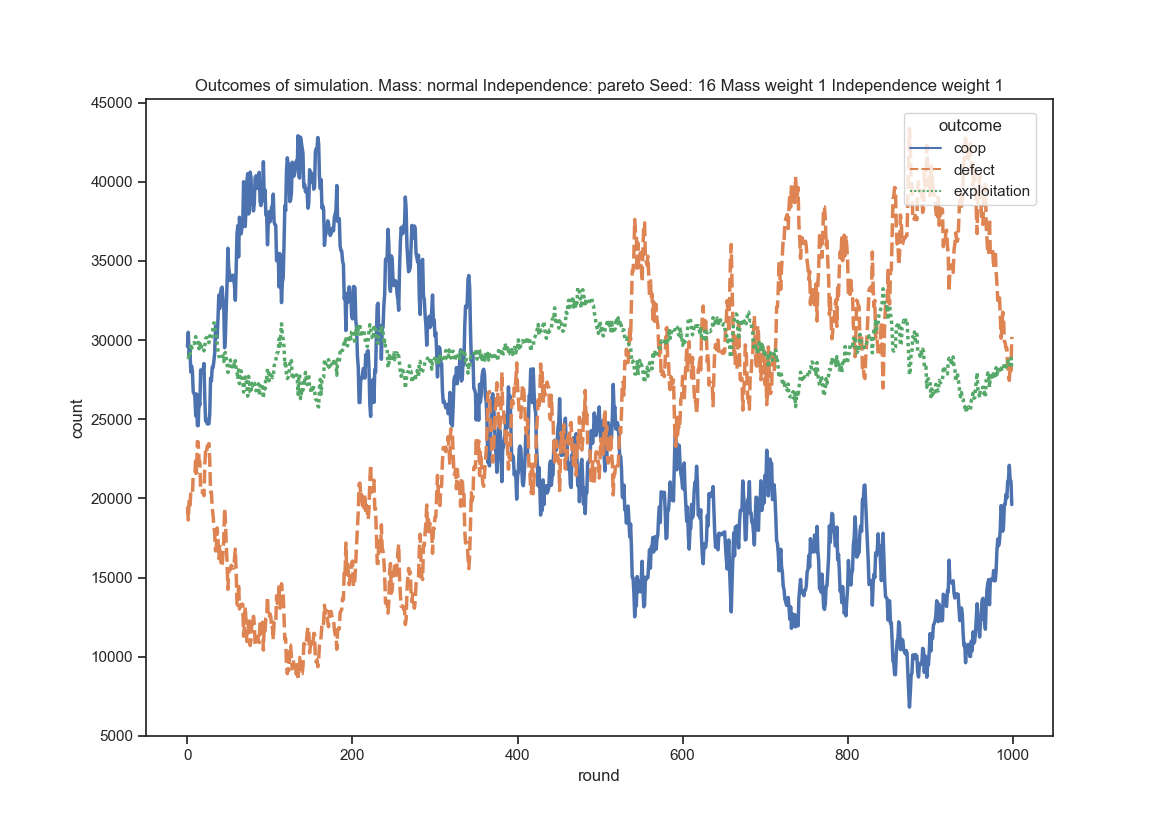 Outcomes of simulation. Mass: normal Independence: pareto Seed: 16 Mass weight 1 Independence weight 1
45000
40000
35000
30000
25000
20000
15000
10000
5000
count
outcome
coop
defect
exploitation
0
200
400
600
800
1000
round